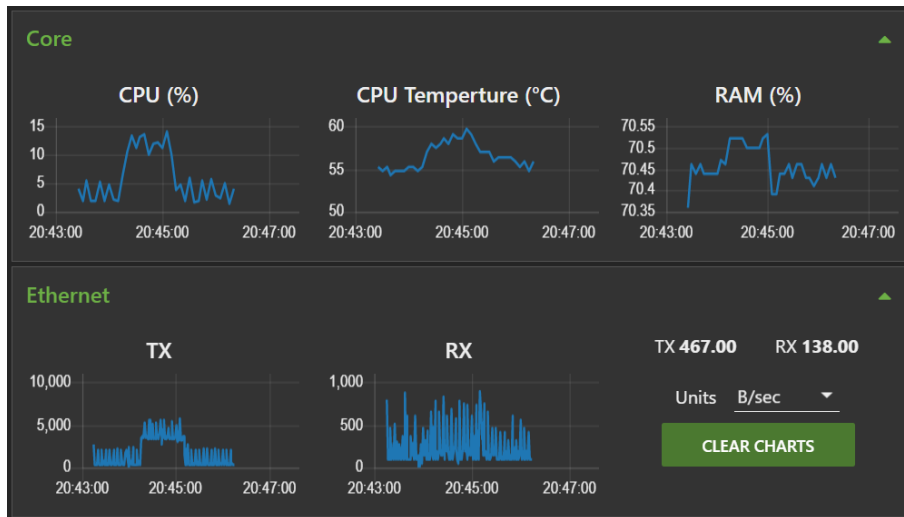 Core
CPU (%)
15
10
5
0
20:43:00 20:45:00 20:47:00
CPU Temperture (°C)
60
55
50
20:43:00 20:45:00 20:47:00
RAM (%)
70.55
70.5
70.45
70.4
70.35
20:43:00 20:45:00 20:47:00
Ethernet
TX
10,000
5,000
0
20:43:00 20:45:00 20:47:00
RX
1,000
500
0
20:43:00 20:45:00 20:47:00
TX 467.00 RX 138.00
Units B/sec
CLEAR CHARTS